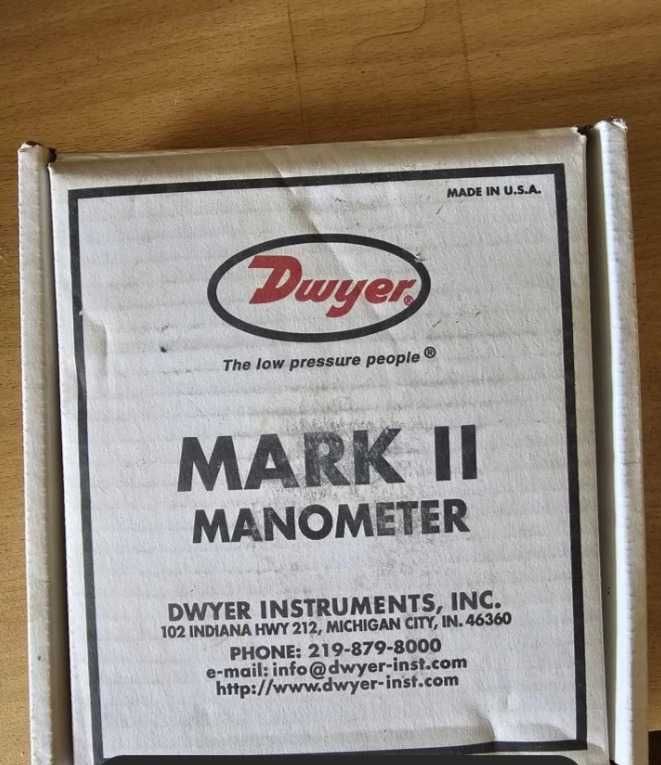 MADE IN U.S.A.
Dwyer®
The low pressure people®
MARK II
MANOMETER
DWYER INSTRUMENTS, INC.
102 INDIANA HWY 212, MICHIGAN CITY, IN. 46360
PHONE: 219-879-8000
e-mail: info@dwyer-inst.com
http://www.dwyer-inst.com